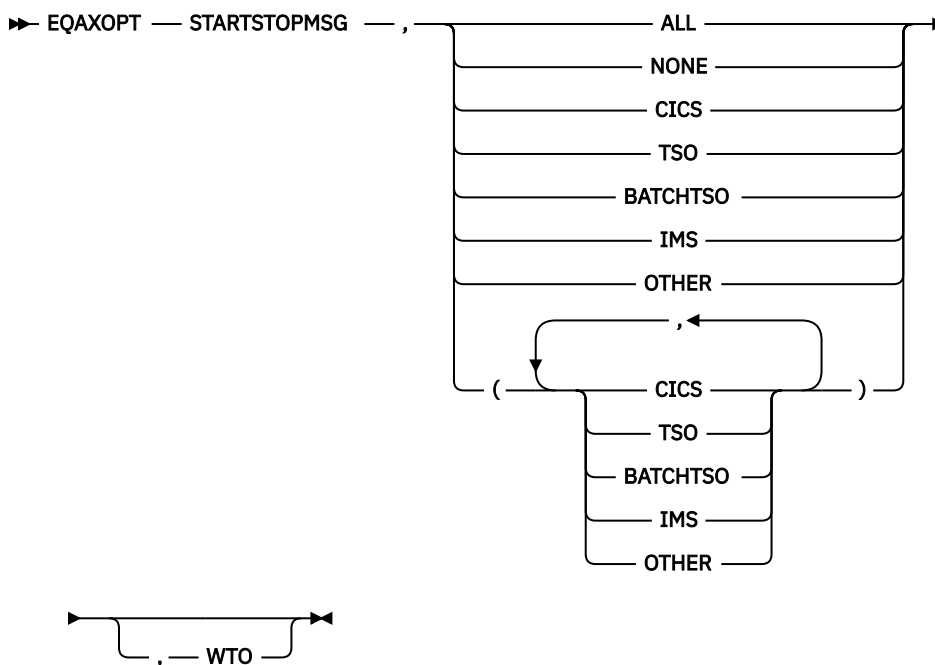 EQAXOPT STARTSTOPMSG , ALL
NONE
CICS
TSO
BATCHTSO
IMS
OTHER
,
( CICS )
TSO
BATCHTSO
IMS
OTHER
, WTO